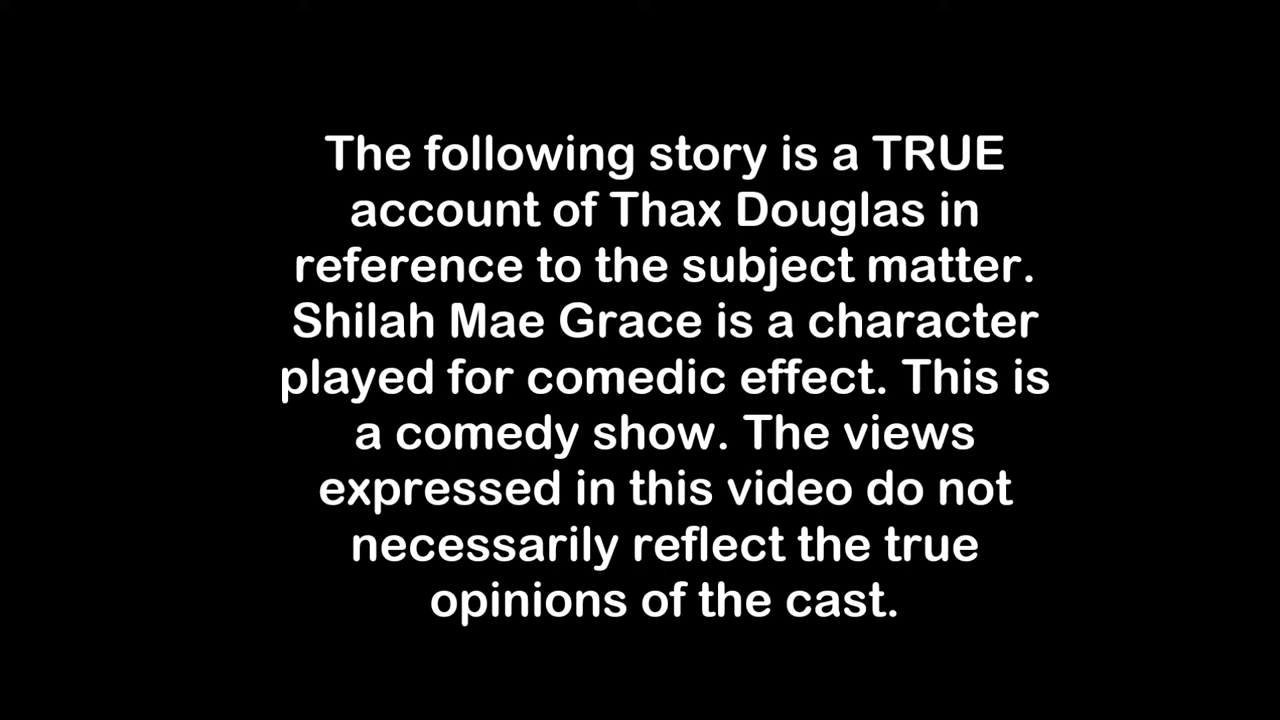 The following story is a TRUE
account of Thax Douglas in
reference to the subject matter.
Shilah Mae Grace is a character
played for comedic effect. This is
a comedy show. The views
expressed in this video do not
necessarily reflect the true
opinions of the cast.